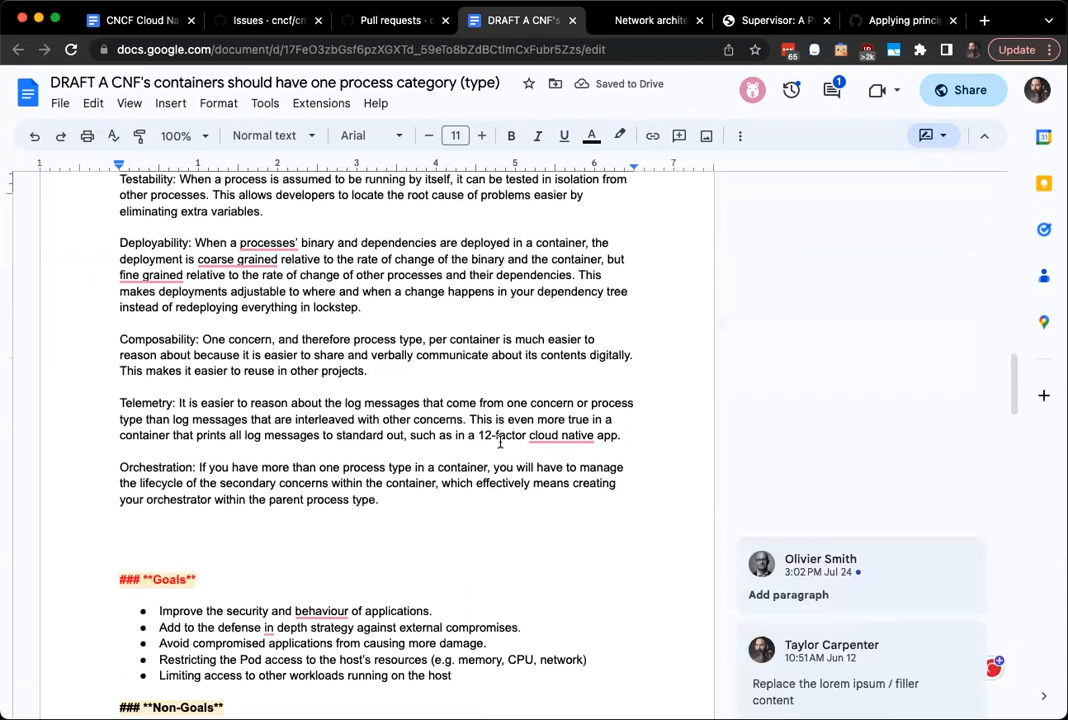 CNCF Cloud Na
Issues · cncf/cn
Pull requests · c
DRAFT A CNF's
Network archite
Supervisor: A P
Applying princi
docs.google.com/document/d/17FeO3zbGsf6pzXGXTd_59eTo8bZdBCtImCxFubr5Zzs/edit
65
>2k
Update
DRAFT A CNF's containers should have one process category (type)
Saved to Drive
File Edit View Insert Format Tools Extensions Help
1
Share
100%
Normal text
Arial
11
B I U A
1 1 2 3 4 5 6 7
Testability: When a process is assumed to be running by itself, it can be tested in isolation from
other processes. This allows developers to locate the root cause of problems easier by
eliminating extra variables.
Deployability: When a processes' binary and dependencies are deployed in a container, the
deployment is coarse grained relative to the rate of change of the binary and the container, but
fine grained relative to the rate of change of other processes and their dependencies. This
makes deployments adjustable to where and when a change happens in your dependency tree
instead of redeploying everything in lockstep.
Composability: One concern, and therefore process type, per container is much easier to
reason about because it is easier to share and verbally communicate about its contents digitally.
This makes it easier to reuse in other projects.
Telemetry: It is easier to reason about the log messages that come from one concern or process
type than log messages that are interleaved with other concerns. This is even more true in a
container that prints all log messages to standard out, such as in a 12-factor cloud native app.
Orchestration: If you have more than one process type in a container, you will have to manage
the lifecycle of the secondary concerns within the container, which effectively means creating
your orchestrator within the parent process type.
### **Goals**
● Improve the security and behaviour of applications.
● Add to the defense in depth strategy against external compromises.
● Avoid compromised applications from causing more damage.
● Restricting the Pod access to the host's resources (e.g. memory, CPU, network)
● Limiting access to other workloads running on the host
### **Non-Goals**
Olivier Smith
3:02 PM Jul 24
Add paragraph
Taylor Carpenter
10:51 AM Jun 12
Replace the lorem ipsum / filler
content